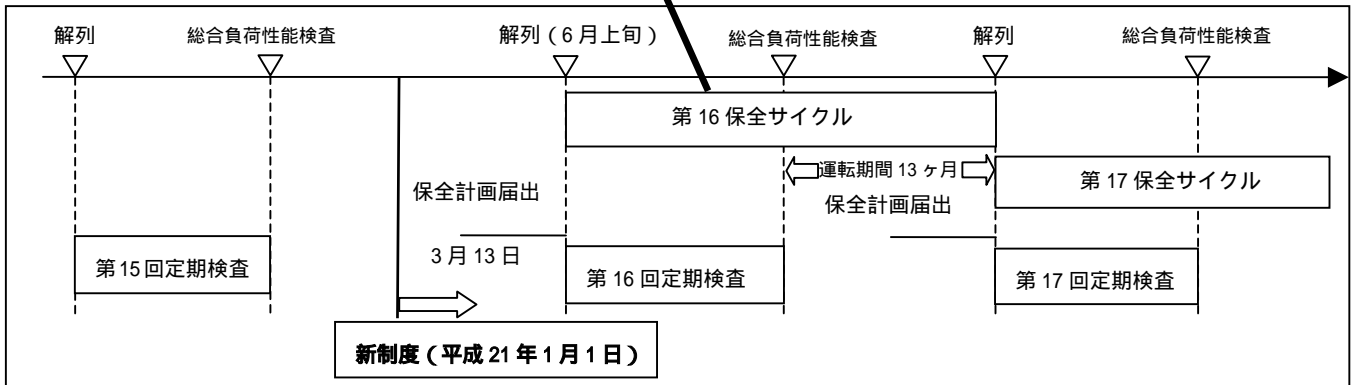 解列
総合負荷性能検査
解列（6月上旬）
総合負荷性能検査
解列
総合負荷性能検査
第16保全サイクル
運転期間13ヶ月
第17保全サイクル
保全計画届出
保全計画届出
3月13日
第15回定期検査
第16回定期検査
第17回定期検査
新制度（平成21年1月1日）